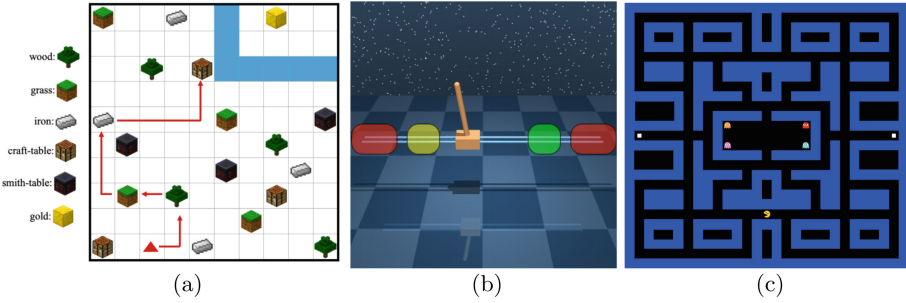 wood:
grass:
iron:
craft-table:
smith-table:
gold:
(a)
(b)
(c)